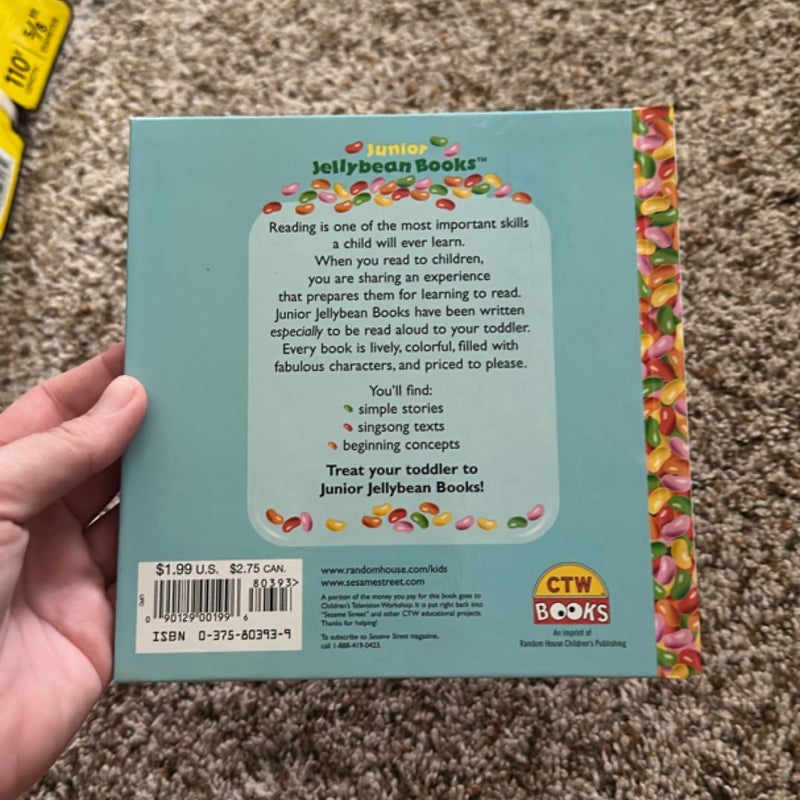 110
Junior
Jellybean Books™
Reading is one of the most important skills
a child will ever learn.
When you read to children,
you are sharing an experience
that prepares them for learning to read.
Junior Jellybean Books have been written
especially to be read aloud to your toddler.
Every book is lively, colorful, filled with
fabulous characters, and priced to please.
You'll find:
simple stories
singsong texts
beginning concepts
Treat your toddler to
Junior Jellybean Books!
$1.99 U.S. $2.75 CAN.
80393>
0 90129 00199 6
ISBN 0-375-80393-9
www.randomhouse.com/kids
www.sesamestreet.com
A portion of the money you pay for this book goes to
Children's Television Workshop. It is put right back into
"Sesame Street" and other CTW educational projects.
Thanks for helping!
To subscribe to Sesame Street magazine,
call 1-888-419-0423.
CTW
BOOKS
An imprint of
Random House Children's Publishing